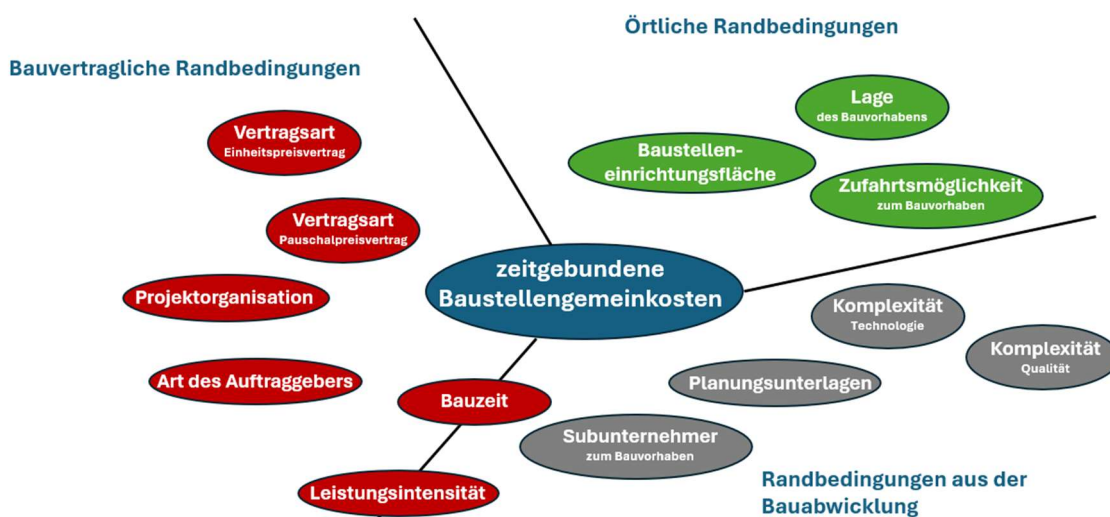 Örtliche Randbedingungen
Bauvertragliche Randbedingungen
Lage
des Bauvorhabens
Vertragsart
Einheitspreisvertrag
Baustellen-
einrichtungsfläche
Zufahrtsmöglichkeit
zum Bauvorhaben
Vertragsart
Pauschalpreisvertrag
zeitgebundene
Baustellengemeinkosten
Projektorganisation
Komplexität
Technologie
Komplexität
Qualität
Art des Auftraggebers
Planungsunterlagen
Bauzeit
Subunternehmer
zum Bauvorhaben
Leistungsintensität
Randbedingungen aus der
Bauabwicklung